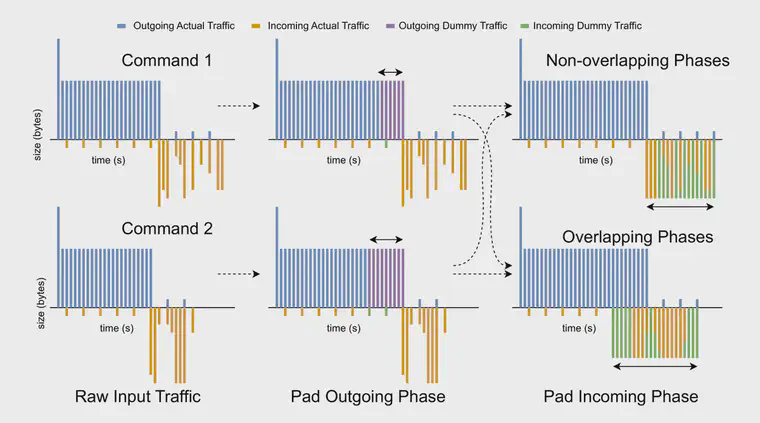 Outgoing Actual Traffic
Incoming Actual Traffic
Outgoing Dummy Traffic
Incoming Dummy Traffic
Command 1
Non-overlapping Phases
size (bytes)
time (s)
time (s)
time (s)
Command 2
Overlapping Phases
size (bytes)
time (s)
time (s)
time (s)
Raw Input Traffic
Pad Outgoing Phase
Pad Incoming Phase